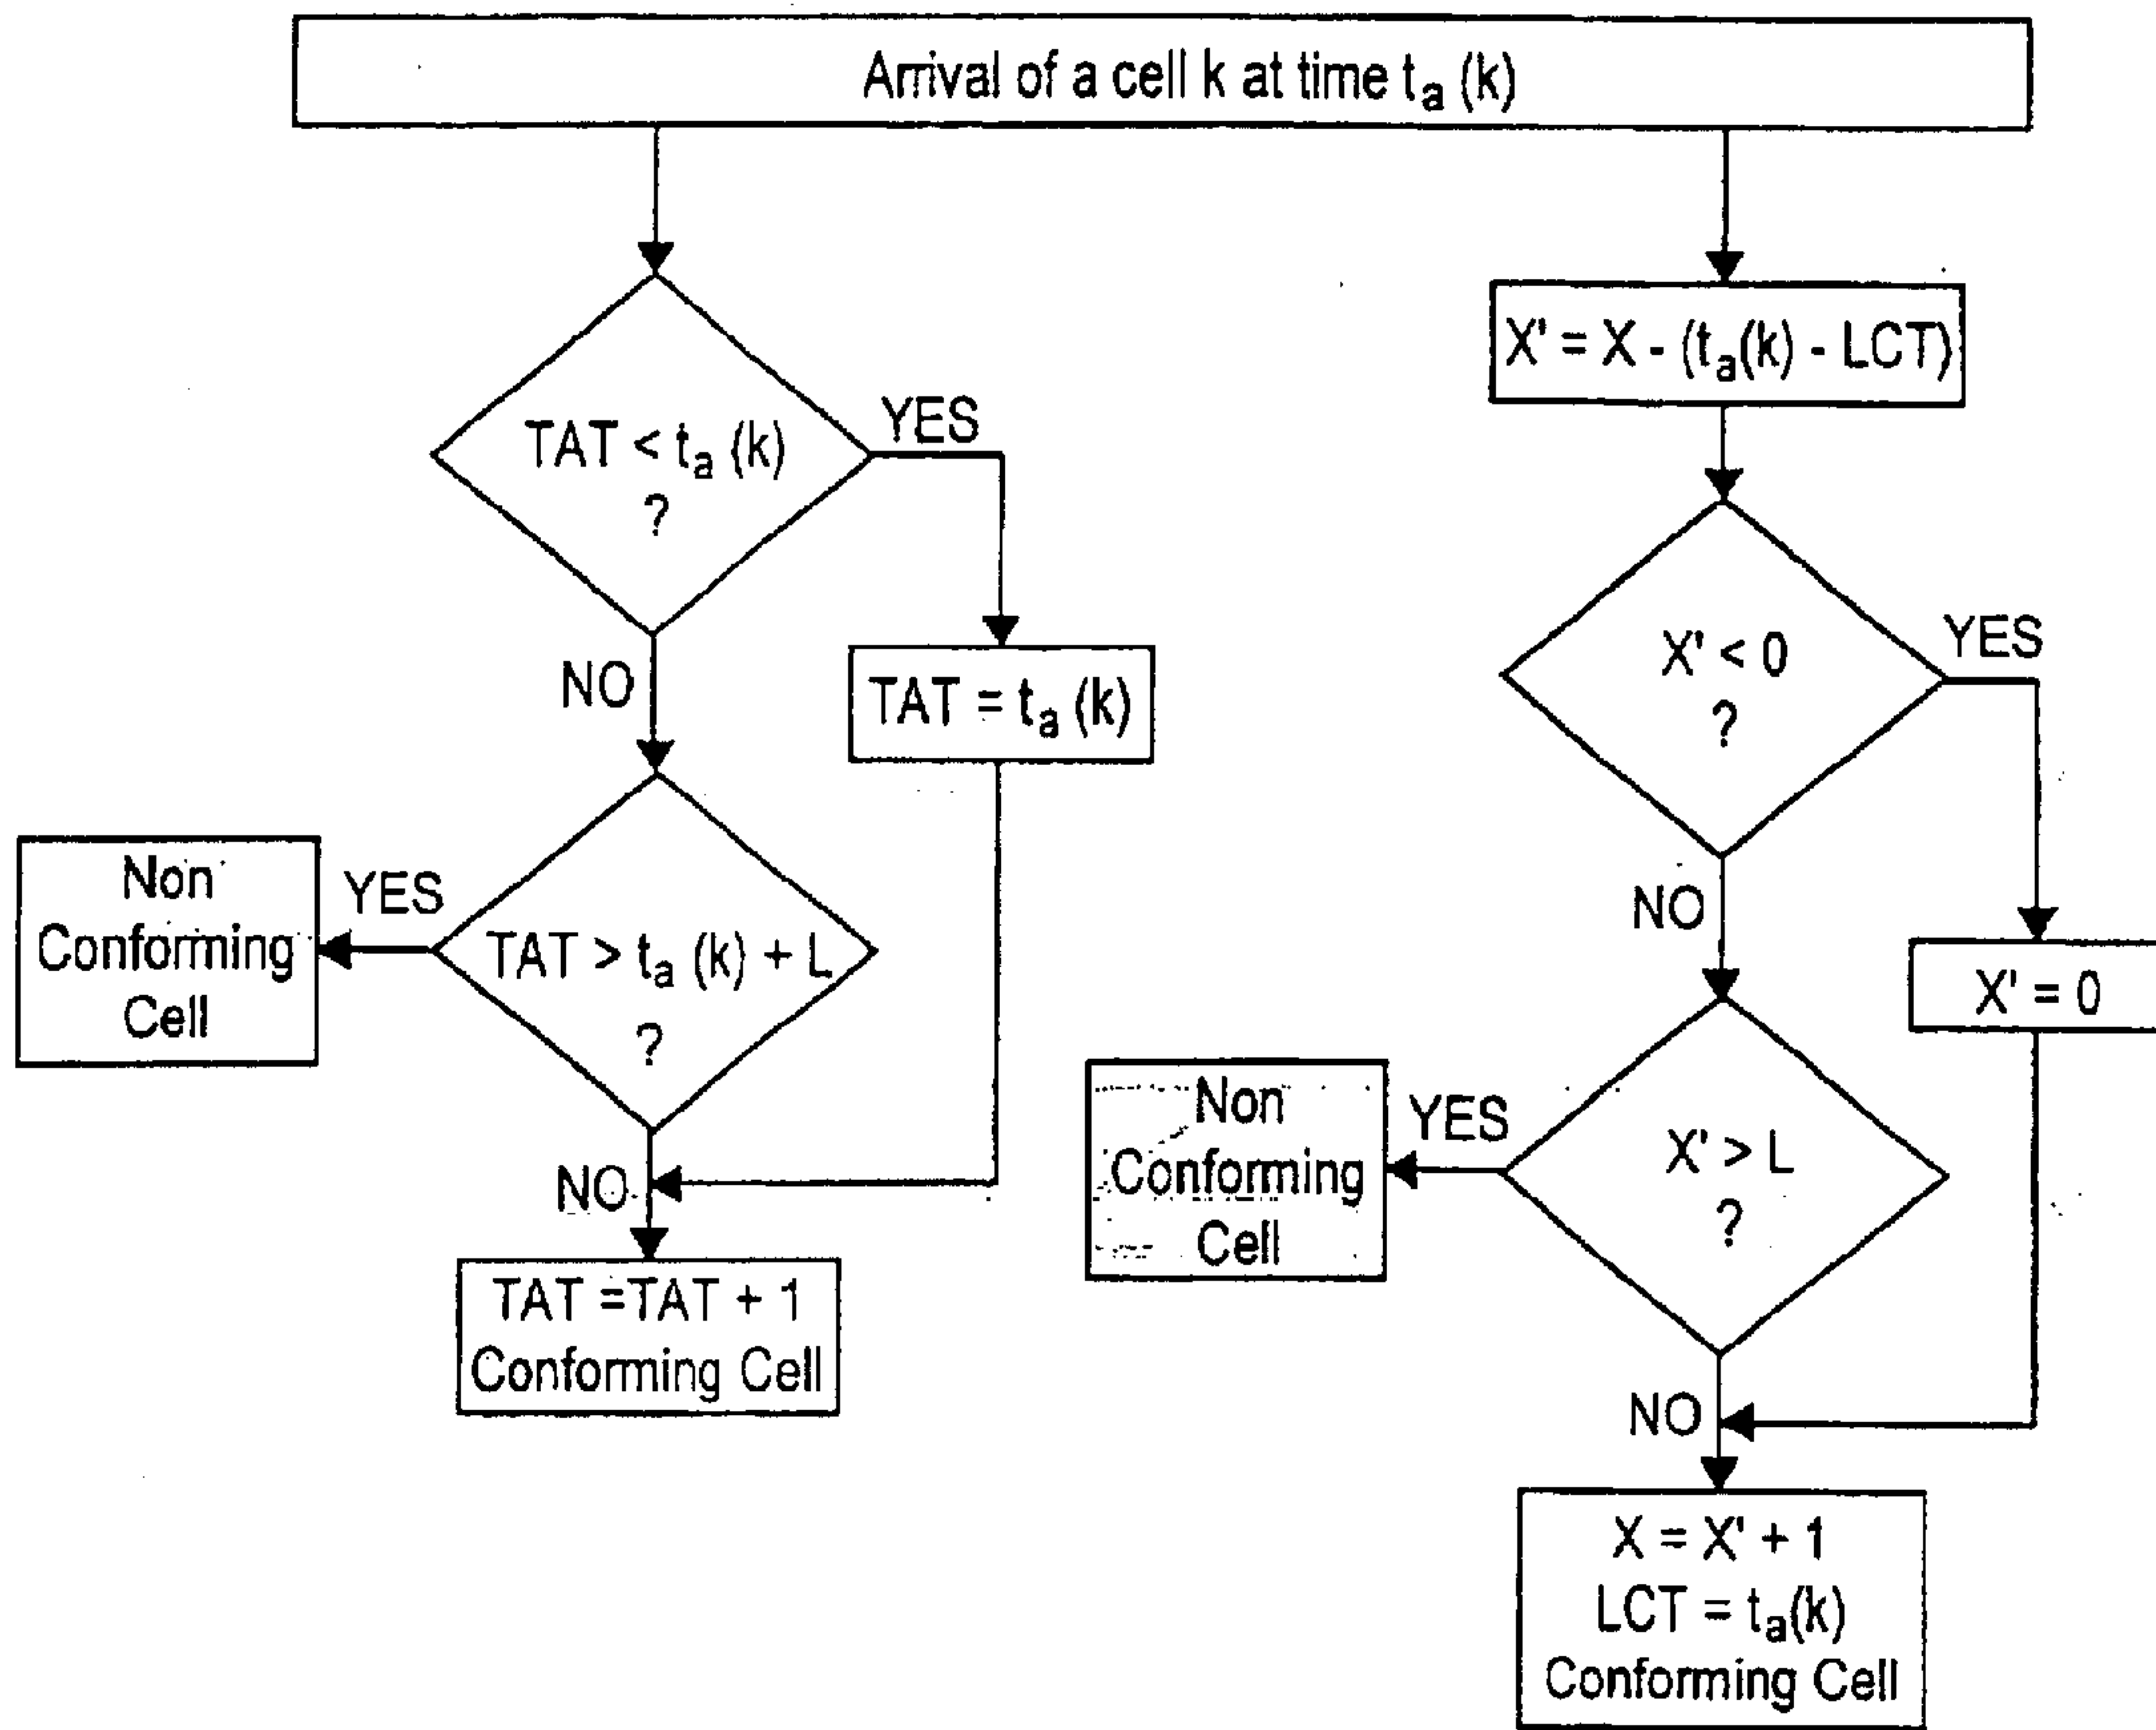 Arrival of a cell k at time tₐ (k)
TAT < tₐ (k)
?
YES
NO
TAT = tₐ (k)
TAT > tₐ (k) + L
?
YES
Non
Conforming
Cell
NO
TAT =TAT + 1
Conforming Cell
X' = X - (tₐ(k) - LCT)
X' < 0
?
YES
NO
X' = 0
X' > L
?
YES
Non
Conforming
Cell
NO
X = X' + 1
LCT = tₐ(k)
Conforming Cell